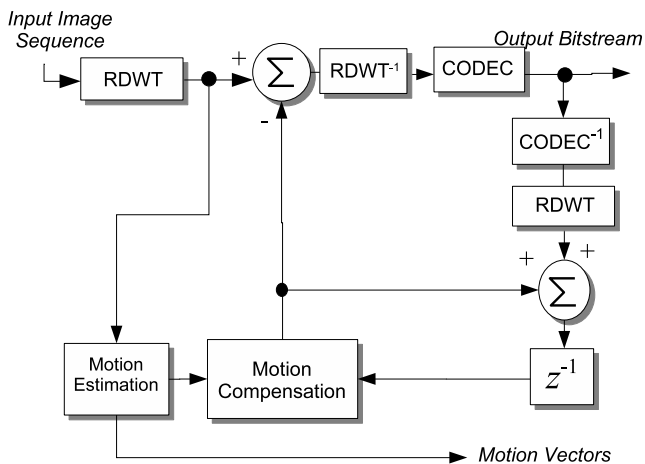 Input Image
Sequence
RDWT
+
Σ
-
RDWT-1
CODEC
Output Bitstream
CODEC-1
RDWT
+ +
Σ
z-1
Motion
Estimation
Motion
Compensation
Motion Vectors